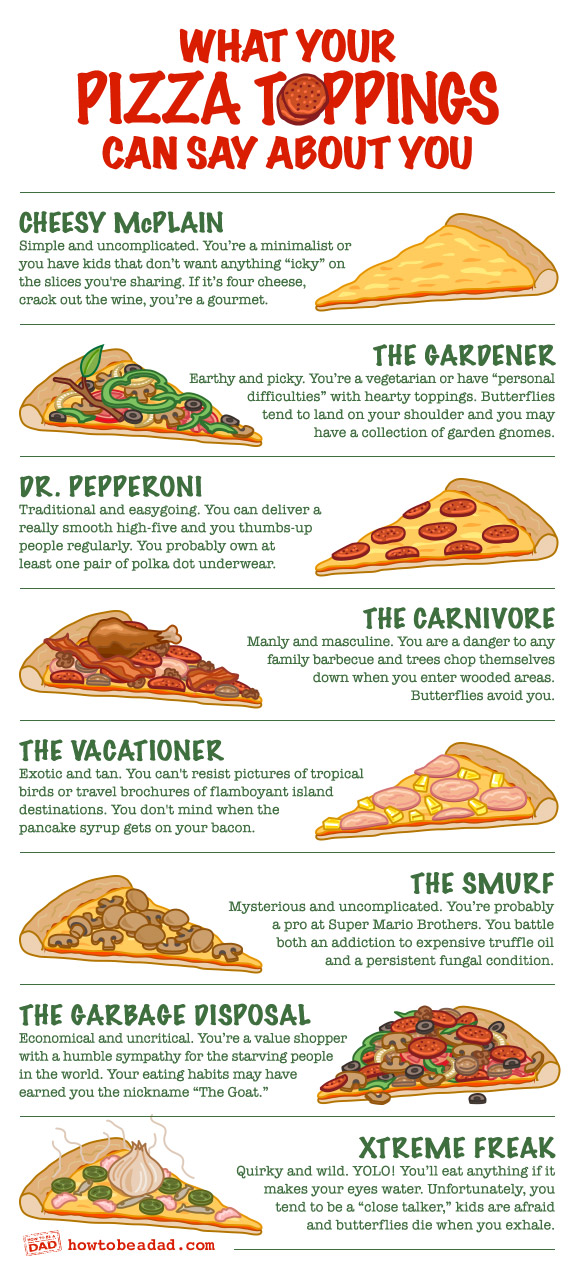 WHAT YOUR
PIZZA TOPPINGS
CAN SAY ABOUT YOU
CHEESY McPLAIN
Simple and uncomplicated. You're a minimalist or
you have kids that don't want anything “icky” on
the slices you're sharing. If it's four cheese,
crack out the wine, you're a gourmet.
THE GARDENER
Earthy and picky. You're a vegetarian or have “personal
difficulties” with hearty toppings. Butterflies
tend to land on your shoulder and you may
have a collection of garden gnomes.
DR. PEPPERONI
Traditional and easygoing. You can deliver a
really smooth high-five and you thumbs-up
people regularly. You probably own at
least one pair of polka dot underwear.
THE CARNIVORE
Manly and masculine. You are a danger to any
family barbecue and trees chop themselves
down when you enter wooded areas.
Butterflies avoid you.
THE VACATIONER
Exotic and tan. You can't resist pictures of tropical
birds or travel brochures of flamboyant island
destinations. You don't mind when the
pancake syrup gets on your bacon.
THE SMURF
Mysterious and uncomplicated. You're probably
a pro at Super Mario Brothers. You battle
both an addiction to expensive truffle oil
and a persistent fungal condition.
THE GARBAGE DISPOSAL
Economical and uncritical. You're a value shopper
with a humble sympathy for the starving people
in the world. Your eating habits may have
earned you the nickname “The Goat.”
XTREME FREAK
Quirky and wild. YOLO! You'll eat anything if it
makes your eyes water. Unfortunately, you
tend to be a “close talker,” kids are afraid
and butterflies die when you exhale.
HOW TO BE A
DAD
howtobeadad.com